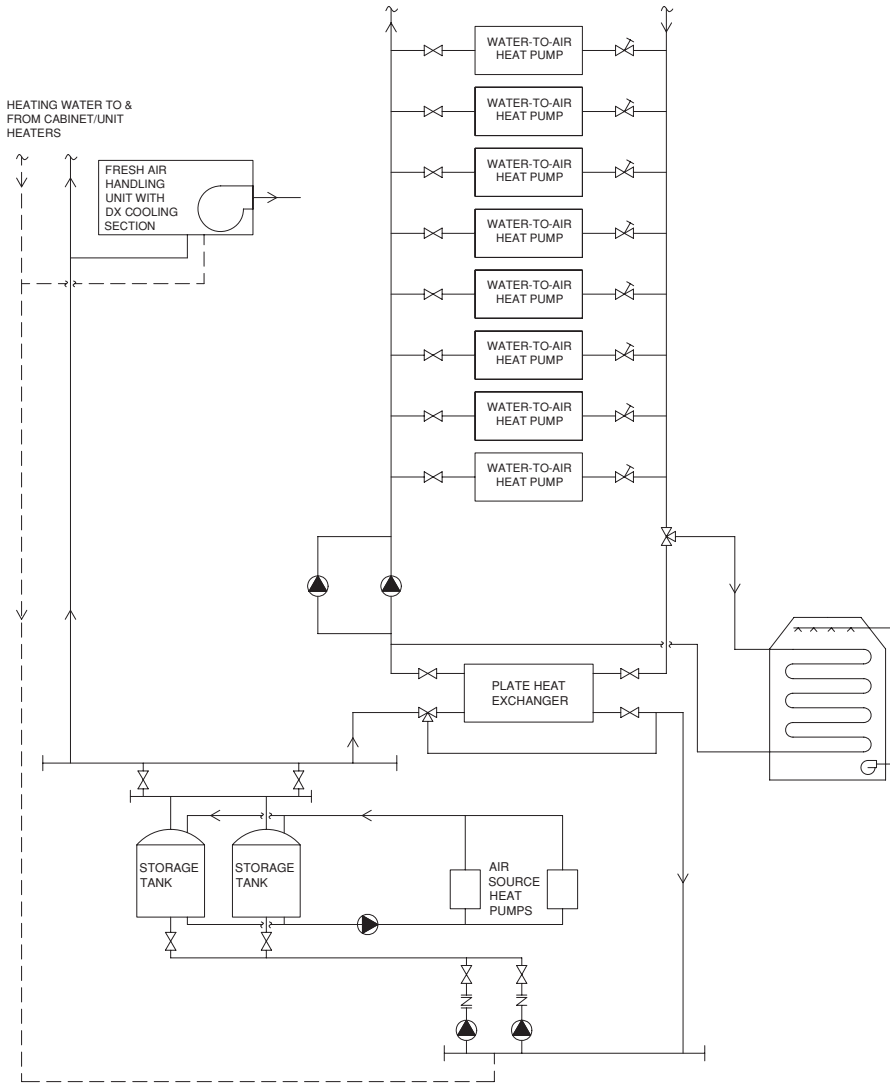 WATER-TO-AIR
HEAT PUMP
WATER-TO-AIR
HEAT PUMP
WATER-TO-AIR
HEAT PUMP
WATER-TO-AIR
HEAT PUMP
WATER-TO-AIR
HEAT PUMP
WATER-TO-AIR
HEAT PUMP
WATER-TO-AIR
HEAT PUMP
WATER-TO-AIR
HEAT PUMP
HEATING WATER TO &
FROM CABINET/UNIT
HEATERS
FRESH AIR
HANDLING
UNIT WITH
DX COOLING
SECTION
PLATE HEAT
EXCHANGER
STORAGE
TANK
STORAGE
TANK
AIR
SOURCE
HEAT
PUMPS